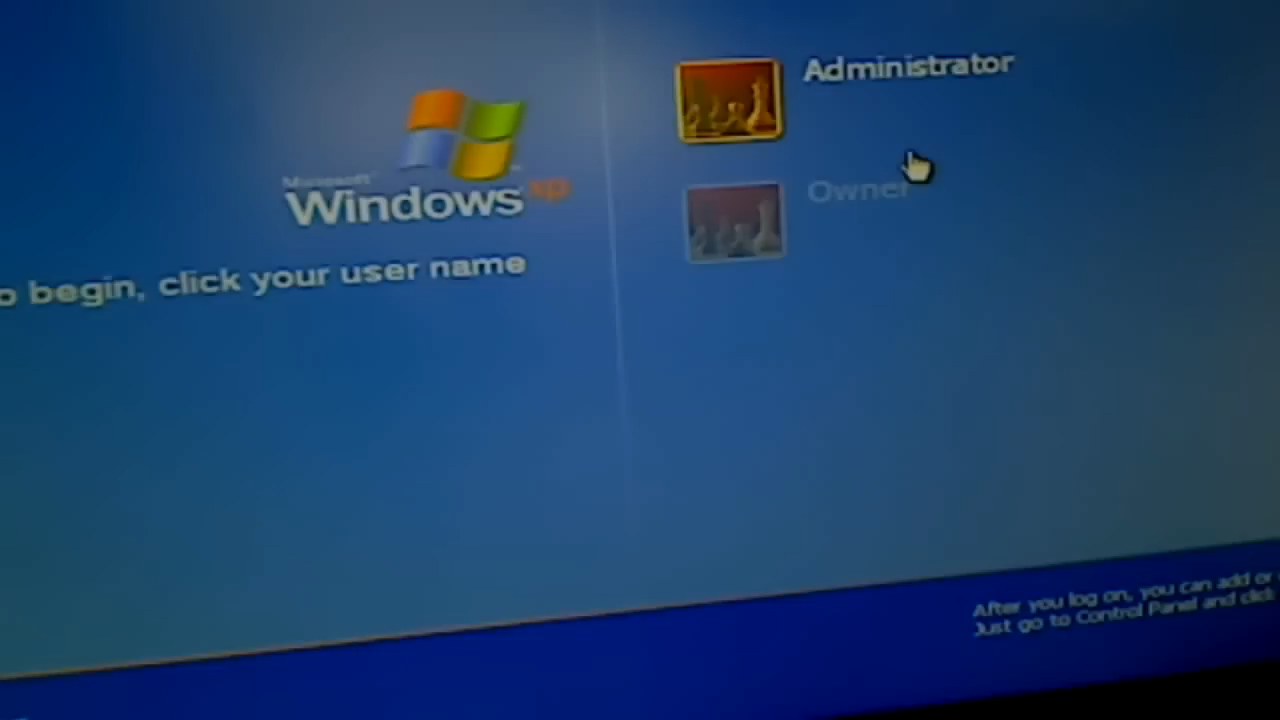 Microsoft
Windows xp
o begin, click your user name
Administrator
Owner
After you log on, you can add or
Just go to Control Panel and click